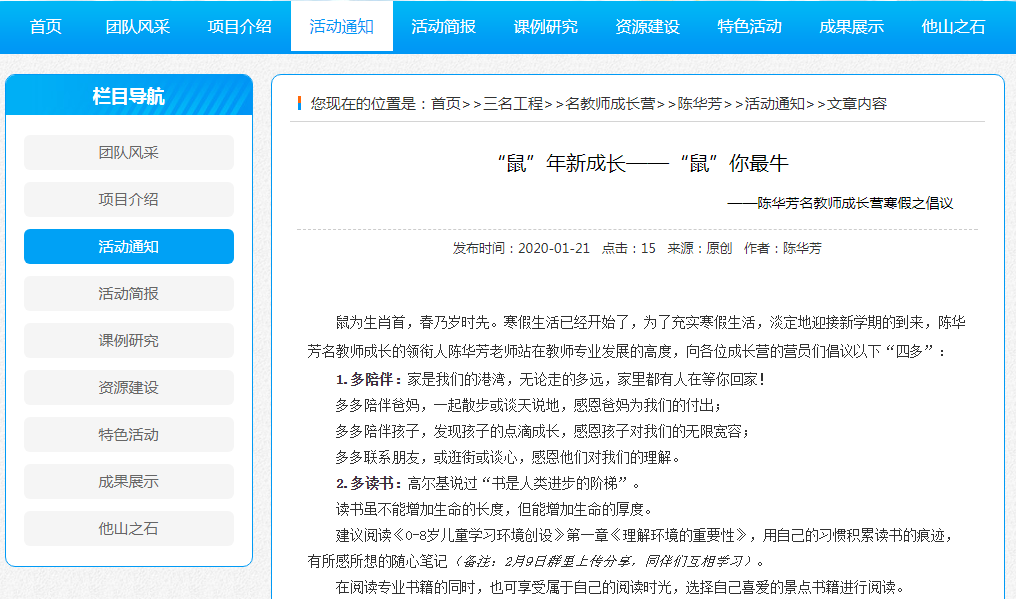 首页 团队风采 项目介绍 活动通知 活动简报 课例研究 资源建设 特色活动 成果展示 他山之石
栏目导航
团队风采
项目介绍
活动通知
活动简报
课例研究
资源建设
特色活动
成果展示
他山之石
您现在的位置是：首页>>三名工程>>名教师成长营>>陈华芳>>活动通知>>文章内容
“鼠”年新成长——“鼠”你最牛
——陈华芳名教师成长营寒假之倡议
发布时间：2020-01-21 点击：15 来源：原创 作者：陈华芳
鼠为生肖首，春乃岁时先。寒假生活已经开始了，为了充实寒假生活，淡定地迎接新学期的到来，陈华
芳名教师成长的领衔人陈华芳老师站在教师专业发展的高度，向各位成长营的营员们倡议以下“四多”：
1.多陪伴：家是我们的港湾，无论走的多远，家里都有人在等你回家！
多多陪伴爸妈，一起散步或谈天说地，感恩爸妈为我们的付出；
多多陪伴孩子，发现孩子的点滴成长，感恩孩子对我们的无限宽容；
多多联系朋友，或逛街或谈心，感恩他们对我们的理解。
2.多读书：高尔基说过“书是人类进步的阶梯”。
读书虽不能增加生命的长度，但能增加生命的厚度。
建议阅读《0-8岁儿童学习环境创设》第一章《理解环境的重要性》，用自己的习惯积累读书的痕迹，
有所感所想的随心笔记（备注：2月9日群里上传分享，同伴们互相学习）。
在阅读专业书籍的同时，也可享受属于自己的阅读时光，选择自己喜爱的景点书籍进行阅读。